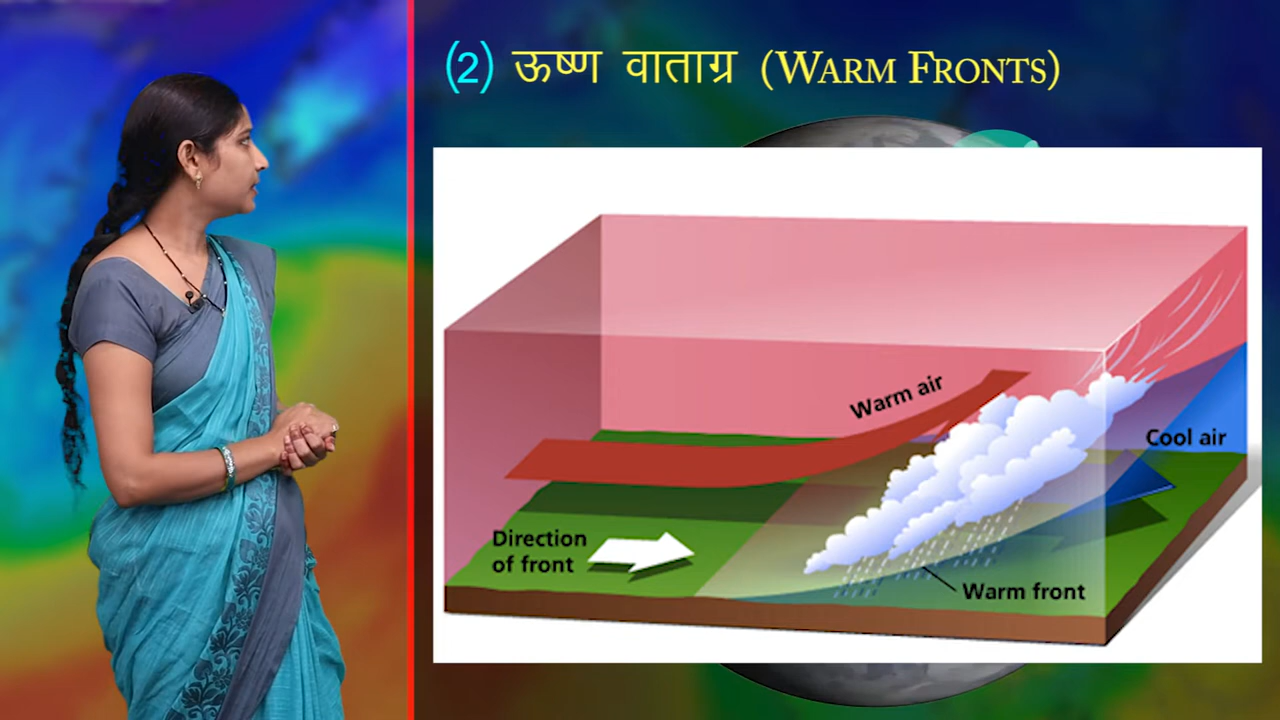 (2) ऊष्ण वाताग्र (WARM FRONTS)
Warm air
Cool air
Direction
of front
Warm front